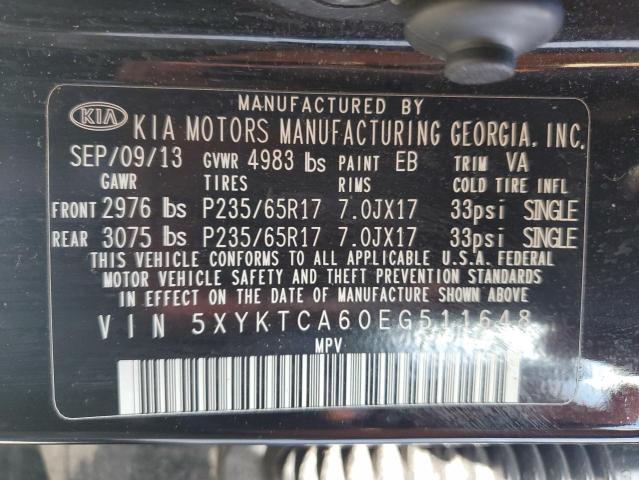 MANUFACTURED BY
KIA KIA MOTORS MANUFACTURING GEORGIA, INC.
SEP/09/13 GVWR 4983 lbs PAINT EB TRIM VA
GAWR TIRES RIMS COLD TIRE INFL
FRONT 2976 lbs P235/65R17 7.0JX17 33psi SINGLE
REAR 3075 lbs P235/65R17 7.0JX17 33psi SINGLE
THIS VEHICLE CONFORMS TO ALL APPLICABLE U.S.A. FEDERAL
MOTOR VEHICLE SAFETY AND THEFT PREVENTION STANDARDS
IN EFFECT ON THE DATE OF MANUFACTURE SHOWN ABOVE
VIN 5XYKTCA60EG511648
MPV